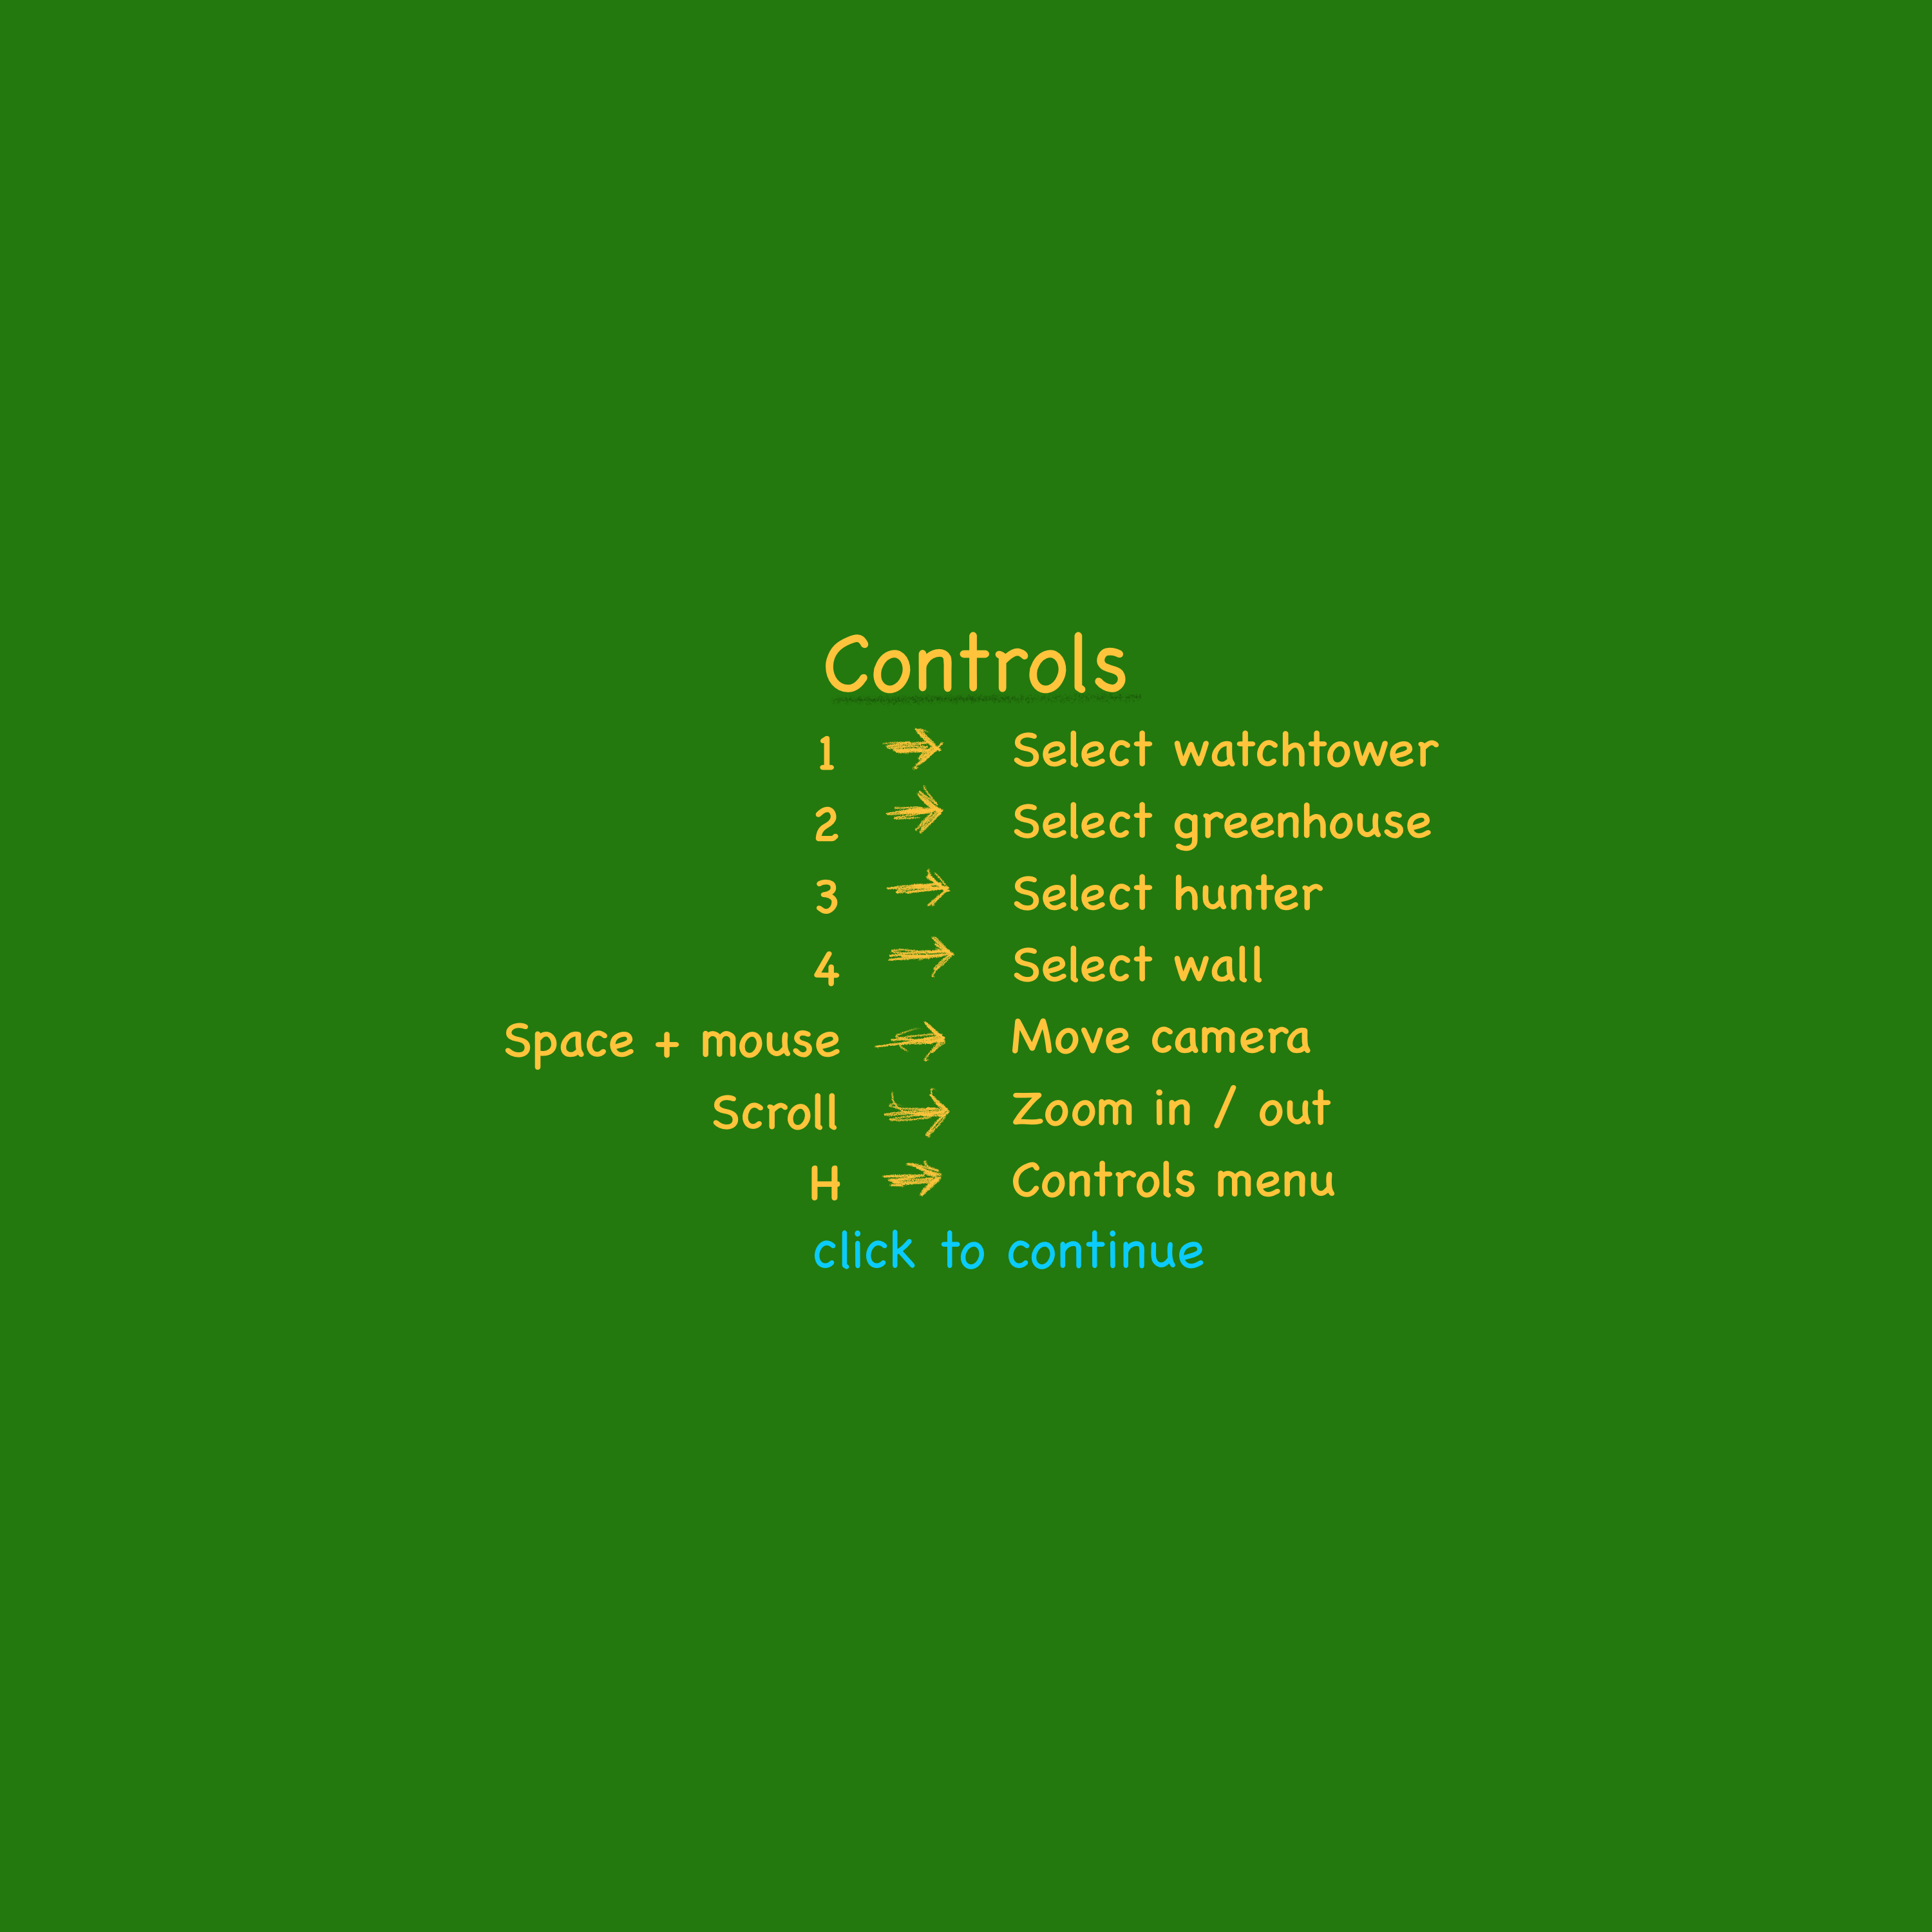 Controls
1 → Select watchtower
2 → Select greenhouse
3 → Select hunter
4 → Select wall
Space + mouse → Move camera
Scroll → Zoom in / out
H → Controls menu
click to continue